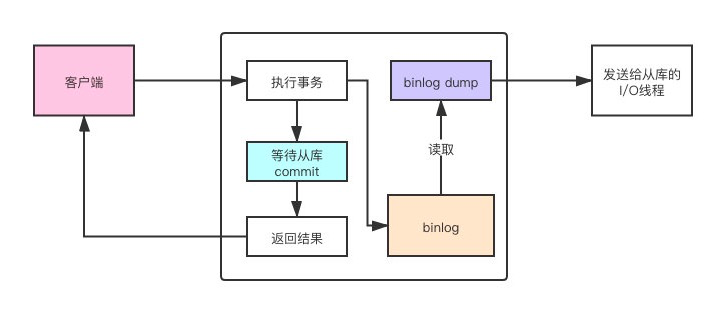 客户端
执行事务
binlog dump
发送给从库的
I/O线程
等待从库
commit
读取
返回结果
binlog